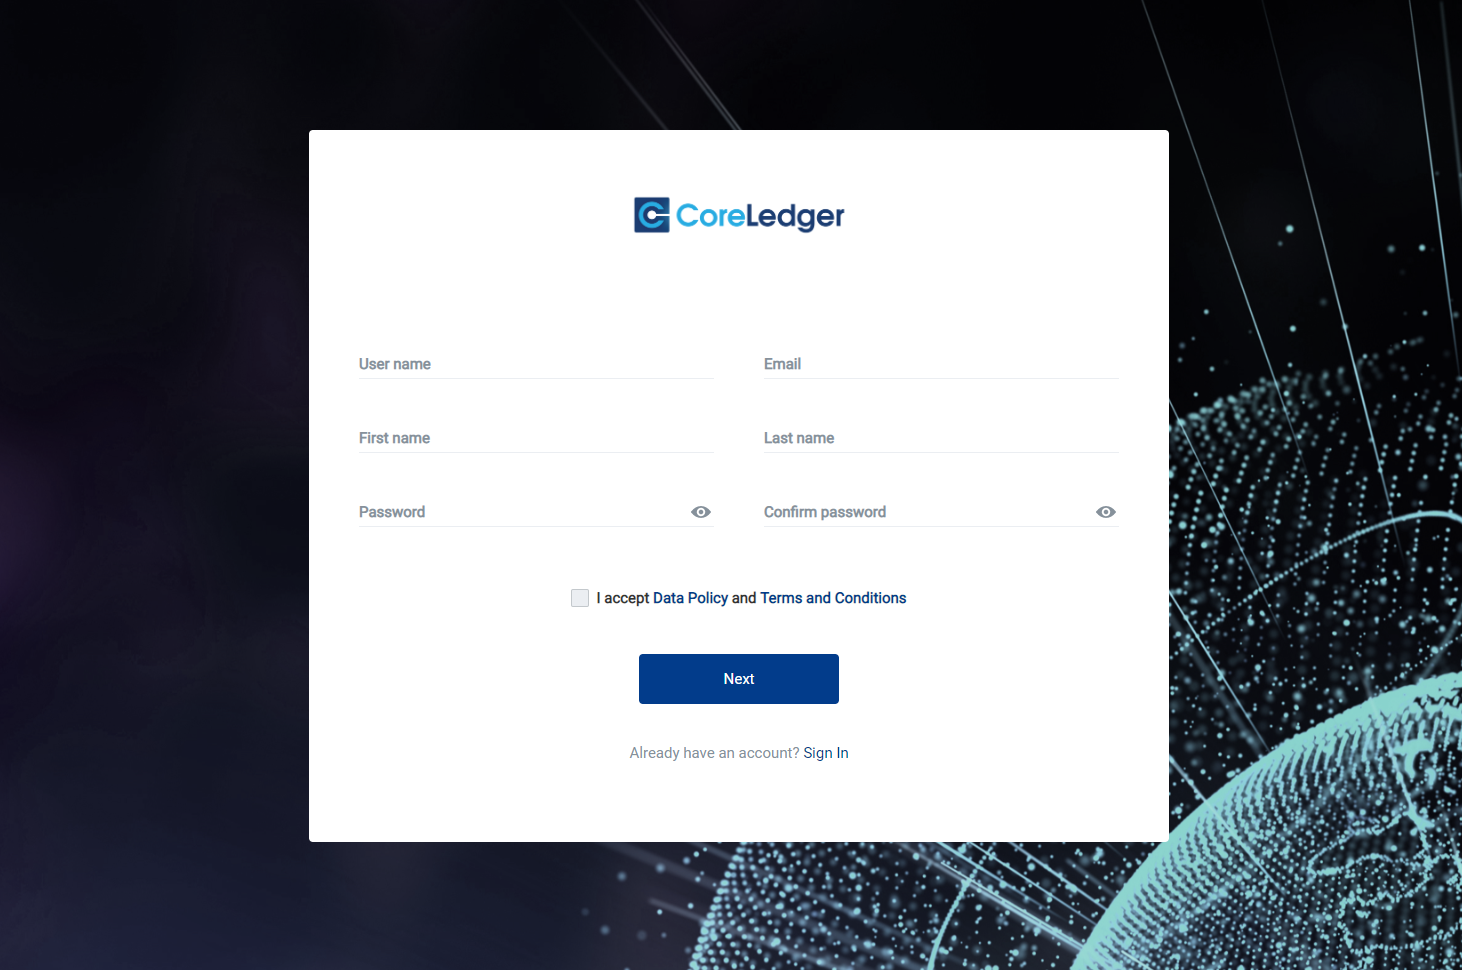 CoreLedger
User name
Email
First name
Last name
Password
Confirm password
I accept Data Policy and Terms and Conditions
Next
Already have an account? Sign In